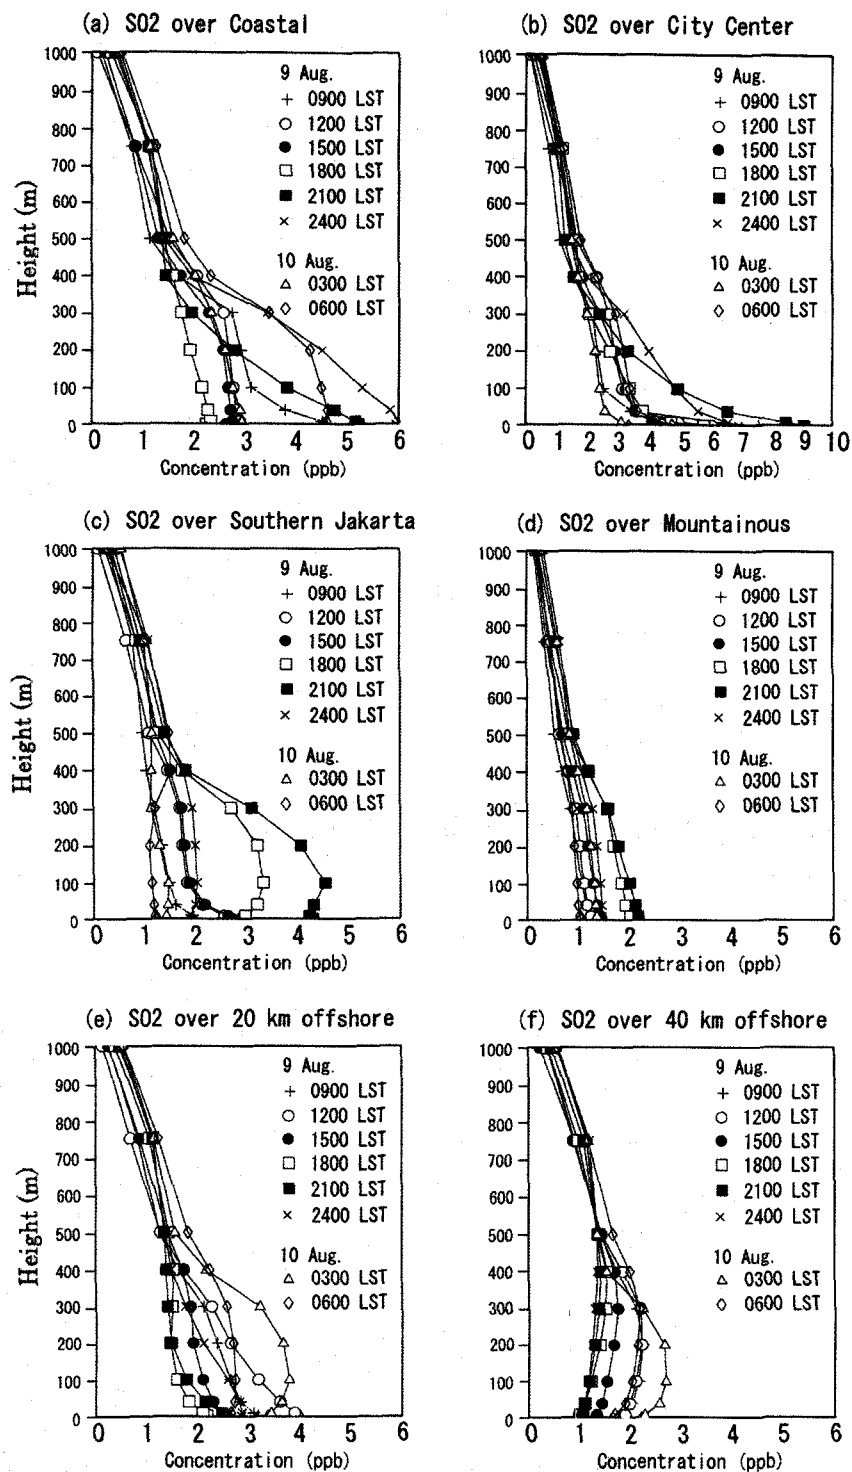 (a) SO2 over Coastal
Height(m)
1000
900
800
700
600
500
400
300
200
100
0
0 1 2 3 4 5 6
Concentration (ppb)
9 Aug.
0900 LST
1200 LST
1500 LST
1800 LST
2100 LST
2400 LST
10 Aug.
0300 LST
0600 LST
(b) SO2 over City Center
1000
900
800
700
600
500
400
300
200
100
0
0 1 2 3 4 5 6 7 8 9 10
Concentration (ppb)
9 Aug.
0900 LST
1200 LST
1500 LST
1800 LST
2100 LST
2400 LST
10 Aug.
0300 LST
0600 LST
(c) SO2 over Southern Jakarta
Height(m)
1000
900
800
700
600
500
400
300
200
100
0
0 1 2 3 4 5 6
Concentration (ppb)
9 Aug.
0900 LST
1200 LST
1500 LST
1800 LST
2100 LST
2400 LST
10 Aug.
0300 LST
0600 LST
(d) SO2 over Mountainous
1000
900
800
700
600
500
400
300
200
100
0
0 1 2 3 4 5 6
Concentration (ppb)
9 Aug.
0900 LST
1200 LST
1500 LST
1800 LST
2100 LST
2400 LST
10 Aug.
0300 LST
0600 LST
(e) SO2 over 20 km offshore
Height(m)
1000
900
800
700
600
500
400
300
200
100
0
0 1 2 3 4 5 6
Concentration (ppb)
9 Aug.
0900 LST
1200 LST
1500 LST
1800 LST
2100 LST
2400 LST
10 Aug.
0300 LST
0600 LST
(f) SO2 over 40 km offshore
1000
900
800
700
600
500
400
300
200
100
0
0 1 2 3 4 5 6
Concentration (ppb)
9 Aug.
0900 LST
1200 LST
1500 LST
1800 LST
2100 LST
2400 LST
10 Aug.
0300 LST
0600 LST